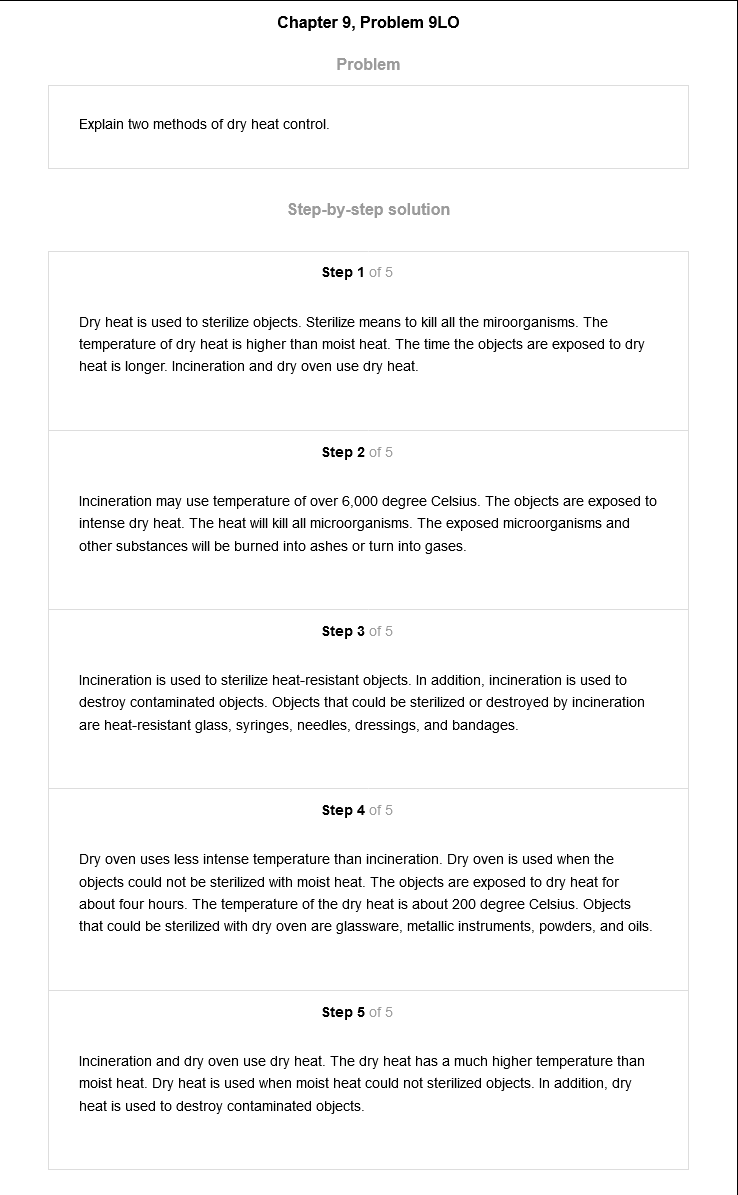 Chapter 9, Problem 9LO
Problem
Explain two methods of dry heat control.
Step-by-step solution
Step 1 of 5
Dry heat is used to sterilize objects. Sterilize means to kill all the miroorganisms. The
temperature of dry heat is higher than moist heat. The time the objects are exposed to dry
heat is longer. Incineration and dry oven use dry heat.
Step 2 of 5
Incineration may use temperature of over 6,000 degree Celsius. The objects are exposed to
intense dry heat. The heat will kill all microorganisms. The exposed microorganisms and
other substances will be burned into ashes or turn into gases.
Step 3 of 5
Incineration is used to sterilize heat-resistant objects. In addition, incineration is used to
destroy contaminated objects. Objects that could be sterilized or destroyed by incineration
are heat-resistant glass, syringes, needles, dressings, and bandages.
Step 4 of 5
Dry oven uses less intense temperature than incineration. Dry oven is used when the
objects could not be sterilized with moist heat. The objects are exposed to dry heat for
about four hours. The temperature of the dry heat is about 200 degree Celsius. Objects
that could be sterilized with dry oven are glassware, metallic instruments, powders, and oils.
Step 5 of 5
Incineration and dry oven use dry heat. The dry heat has a much higher temperature than
moist heat. Dry heat is used when moist heat could not sterilized objects. In addition, dry
heat is used to destroy contaminated objects.